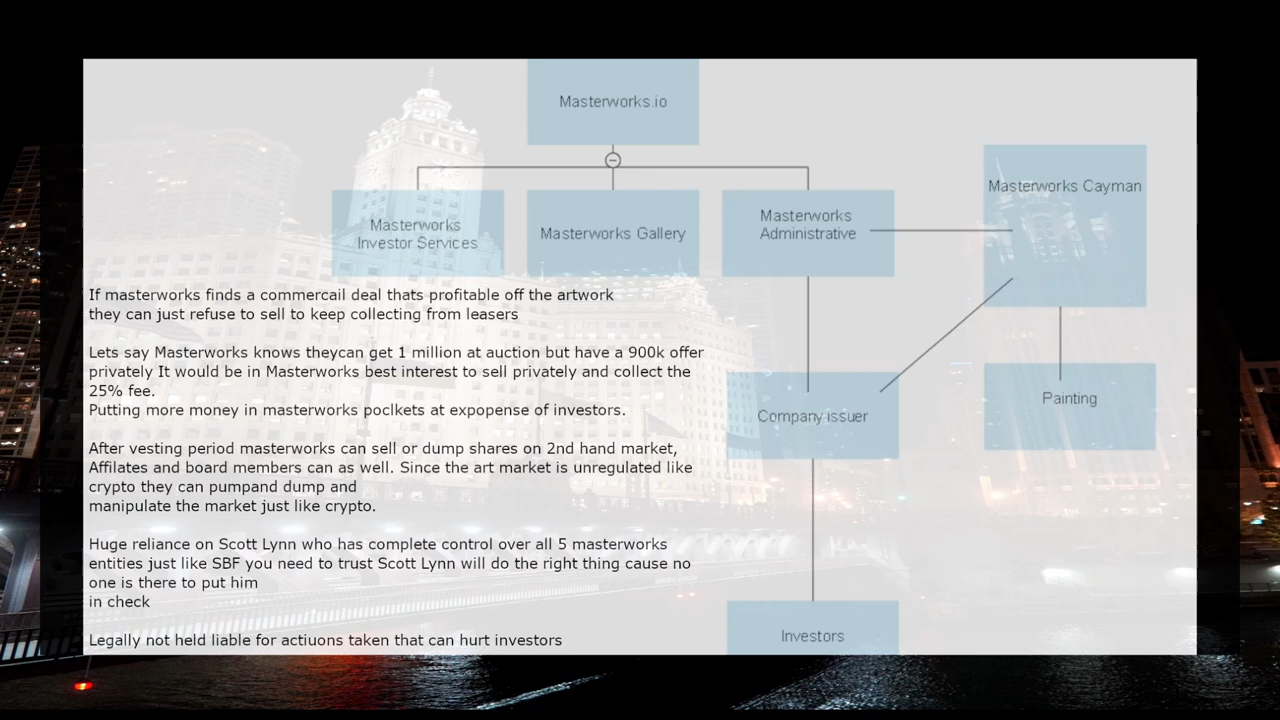 Masterworks.io
Masterworks Cayman
Masterworks
Investor Services
Masterworks Gallery
Masterworks
Administrative
If masterworks finds a commercail deal thats profitable off the artwork
they can just refuse to sell to keep collecting from leasers
Lets say Masterworks knows theycan get 1 million at auction but have a 900k offer
privately It would be in Masterworks best interest to sell privately and collect the
25% fee.
Putting more money in masterworks poclkets at expopense of investors.
Company issuer
Painting
After vesting period masterworks can sell or dump shares on 2nd hand market,
Affilates and board members can as well. Since the art market is unregulated like
crypto they can pumpand dump and
manipulate the market just like crypto.
Huge reliance on Scott Lynn who has complete control over all 5 masterworks
entities just like SBF you need to trust Scott Lynn will do the right thing cause no
one is there to put him
in check
Legally not held liable for actiuons taken that can hurt investors
Investors